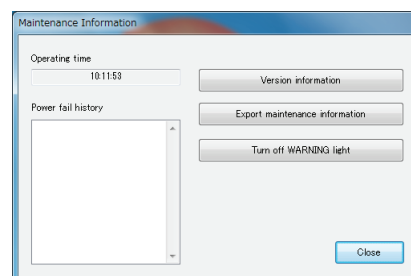 Maintenance Information
Operating time
10:11:53
Version information
Power fail history
Export maintenance information
Turn off WARNING light
Close